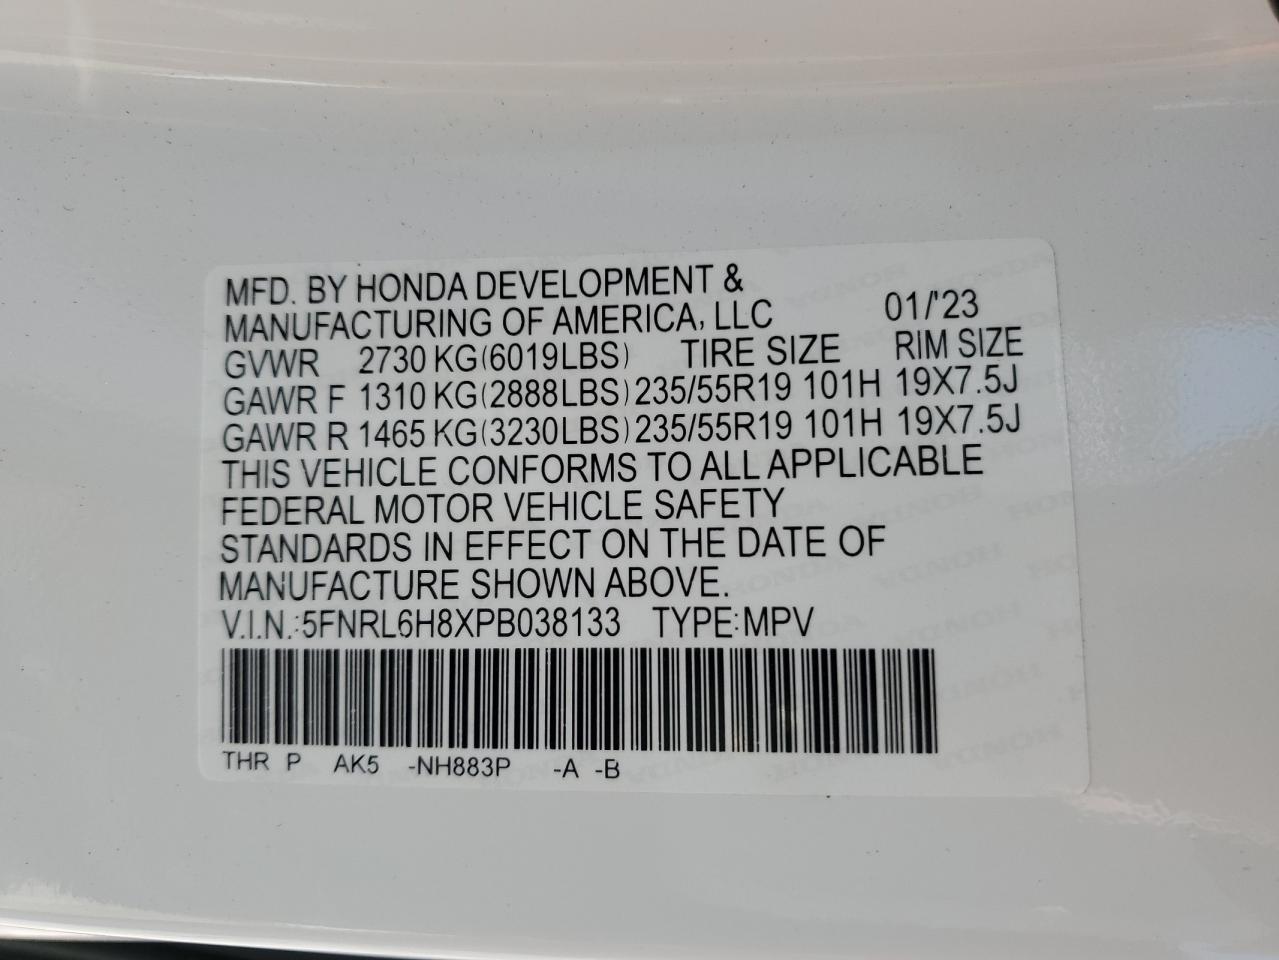 MFD. BY HONDA DEVELOPMENT &
MANUFACTURING OF AMERICA, LLC 01/'23
GVWR 2730 KG(6019LBS) TIRE SIZE RIM SIZE
GAWR F 1310 KG(2888LBS) 235/55R19 101H 19X7.5J
GAWR R 1465 KG(3230LBS) 235/55R19 101H 19X7.5J
THIS VEHICLE CONFORMS TO ALL APPLICABLE
FEDERAL MOTOR VEHICLE SAFETY
STANDARDS IN EFFECT ON THE DATE OF
MANUFACTURE SHOWN ABOVE.
V.I.N.:5FNRL6H8XPB038133 TYPE:MPV
THR P AK5 -NH883P -A -B